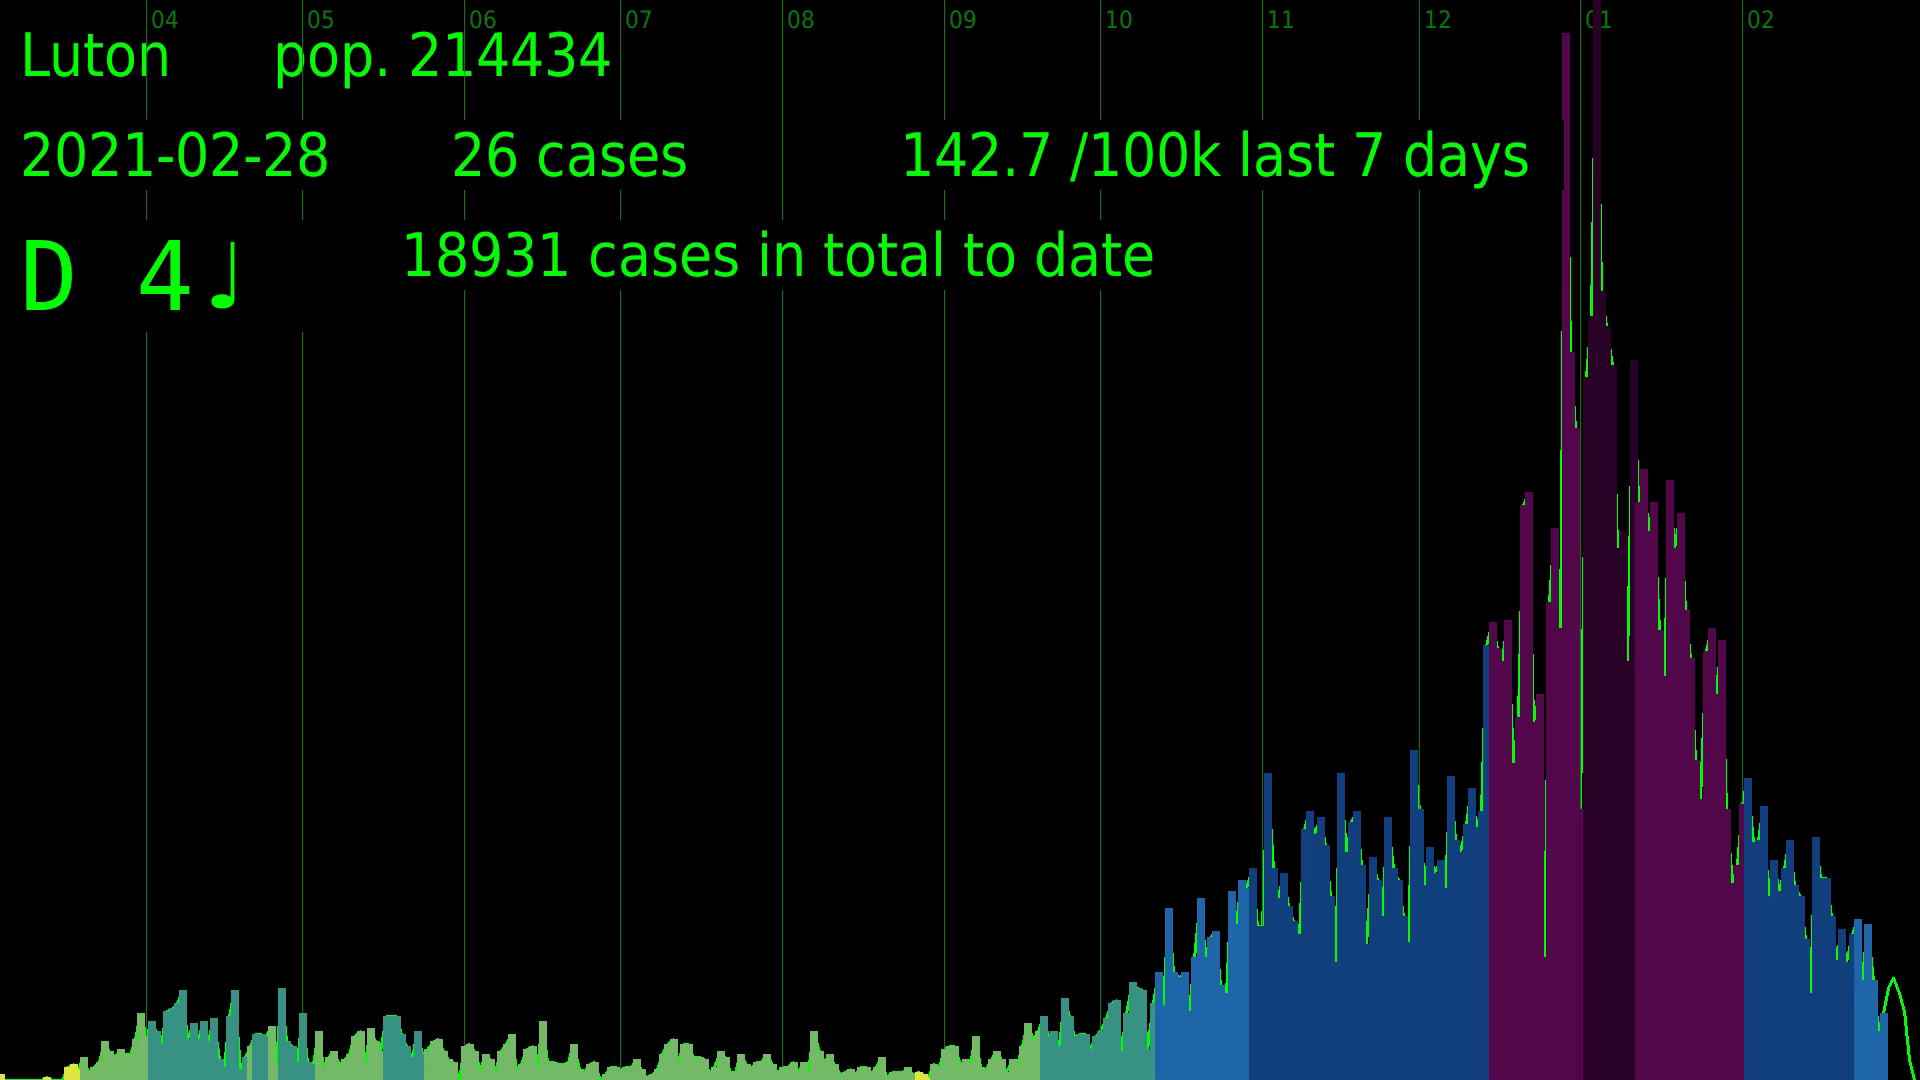 04 05 06 07 08 09 10 11 12 01 02
Luton pop. 214434
2021-02-28 26 cases 142.7 /100k last 7 days
D 4♩ 18931 cases in total to date